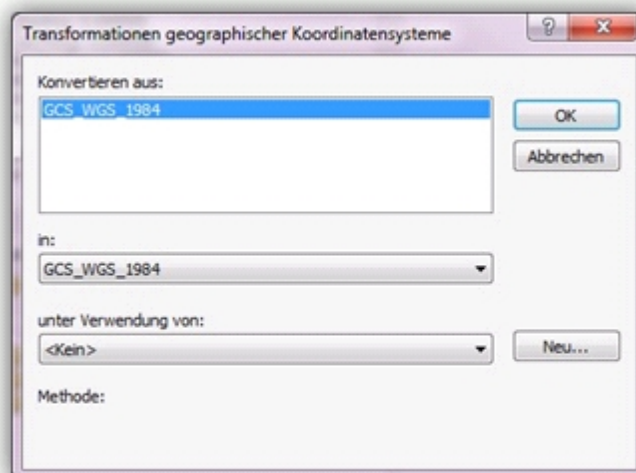 Transformationen geographischer Koordinatensysteme
Konvertieren aus:
GCS_WGS_1984
OK
Abbrechen
in:
GCS_WGS_1984
unter Verwendung von:
<Kein>
Neu...
Methode: